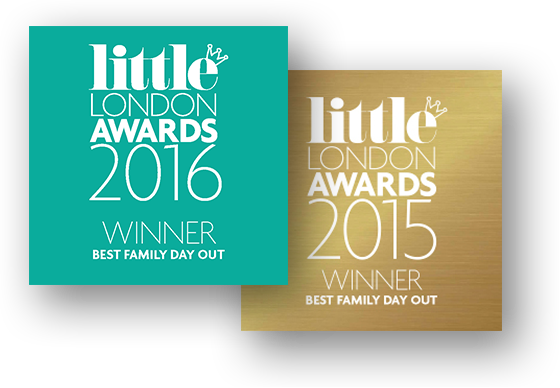 little
LONDON
AWARDS
2016
WINNER
BEST FAMILY DAY OUT
little
LONDON
AWARDS
2015
WINNER
BEST FAMILY DAY OUT